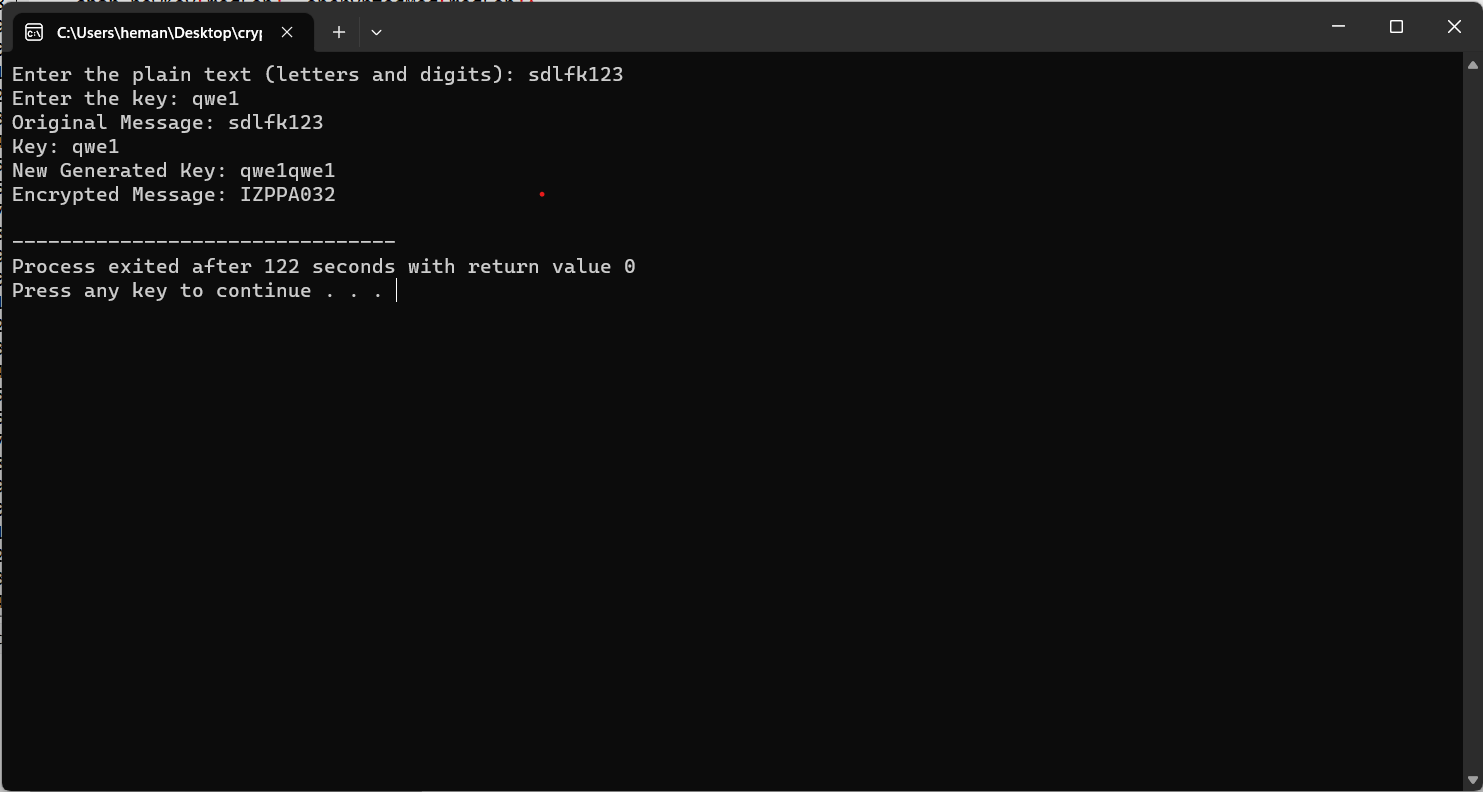 C:\Users\heman\Desktop\cryp
Enter the plain text (letters and digits): sdlfk123
Enter the key: qwe1
Original Message: sdlfk123
Key: qwe1
New Generated Key: qwe1qwe1
Encrypted Message: IZPPA032
--------------------------------
Process exited after 122 seconds with return value 0
Press any key to continue . . .